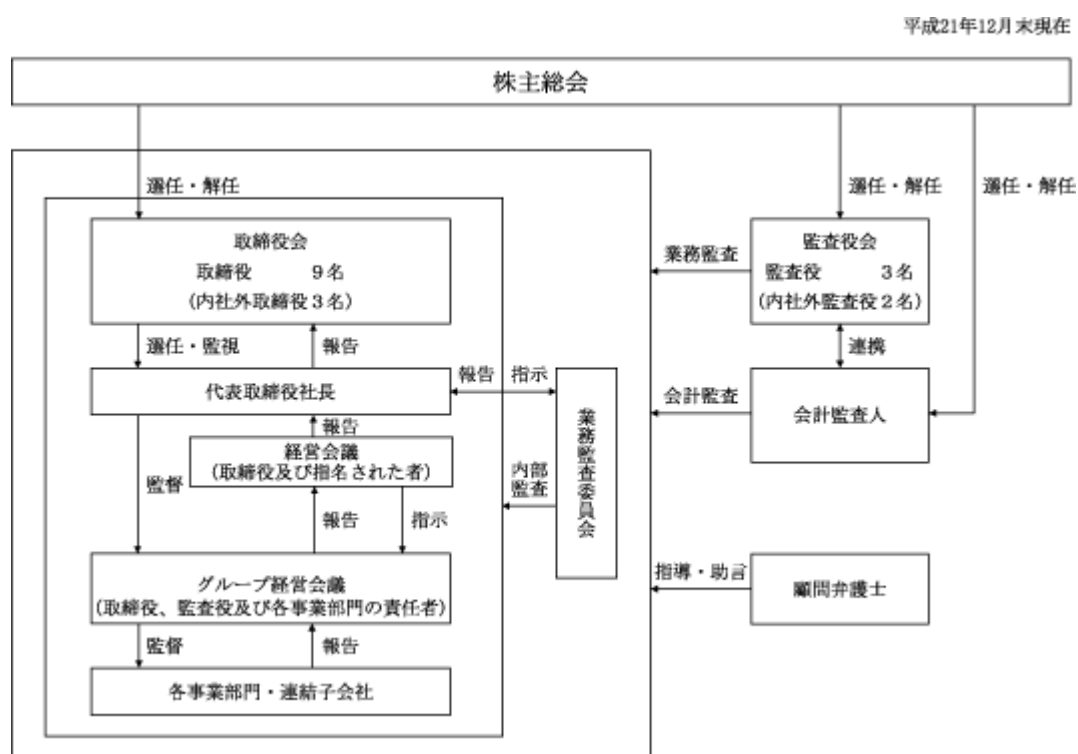 平成21年12月末現在
株主総会
選任・解任
選任・解任
選任・解任
取締役会
取締役 9名
(内社外取締役3名)
業務監査
監査役会
監査役 3名
(内社外監査役2名)
選任・監視
報告
連携
代表取締役社長
報告
指示
会計監査
会計監査人
報告
経営会議
(取締役及び指名された者)
業務監査委員会
監督
内部
監査
報告
指示
グループ経営会議
(取締役、監査役及び各事業部門の責任者)
指導・助言
顧問弁護士
監督
報告
各事業部門・連結子会社